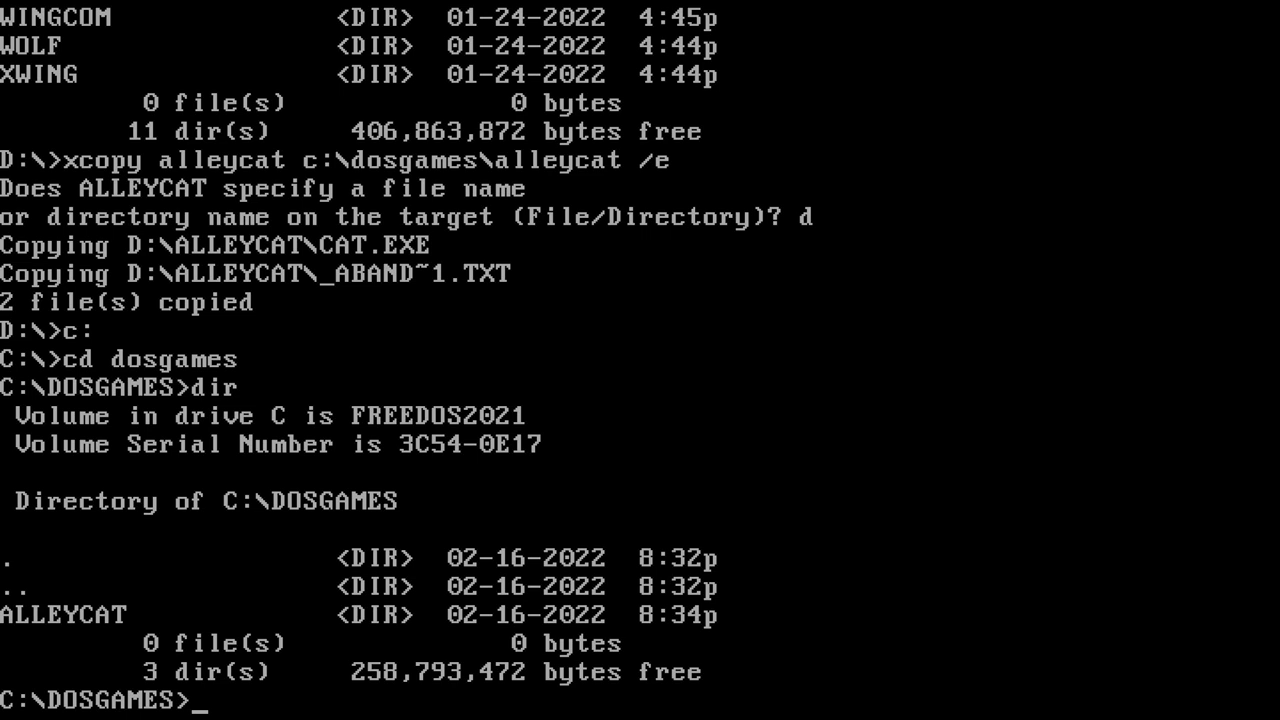 WINGCOM <DIR> 01-24-2022 4:45p
WOLF <DIR> 01-24-2022 4:44p
XWING <DIR> 01-24-2022 4:44p
0 file(s) 0 bytes
11 dir(s) 406,863,872 bytes free
D:\>xcopy alleycat c:\dosgames\alleycat /e
Does ALLEYCAT specify a file name
or directory name on the target (File/Directory)? d
Copying D:\ALLEYCAT\CAT.EXE
Copying D:\ALLEYCAT\_ABAND~1.TXT
2 file(s) copied
D:\>c:
C:\>cd dosgames
C:\DOSGAMES>dir
Volume in drive C is FREEDOS2021
Volume Serial Number is 3C54-0E17
Directory of C:\DOSGAMES
. <DIR> 02-16-2022 8:32p
.. <DIR> 02-16-2022 8:32p
ALLEYCAT <DIR> 02-16-2022 8:34p
0 file(s) 0 bytes
3 dir(s) 258,793,472 bytes free
C:\DOSGAMES>_